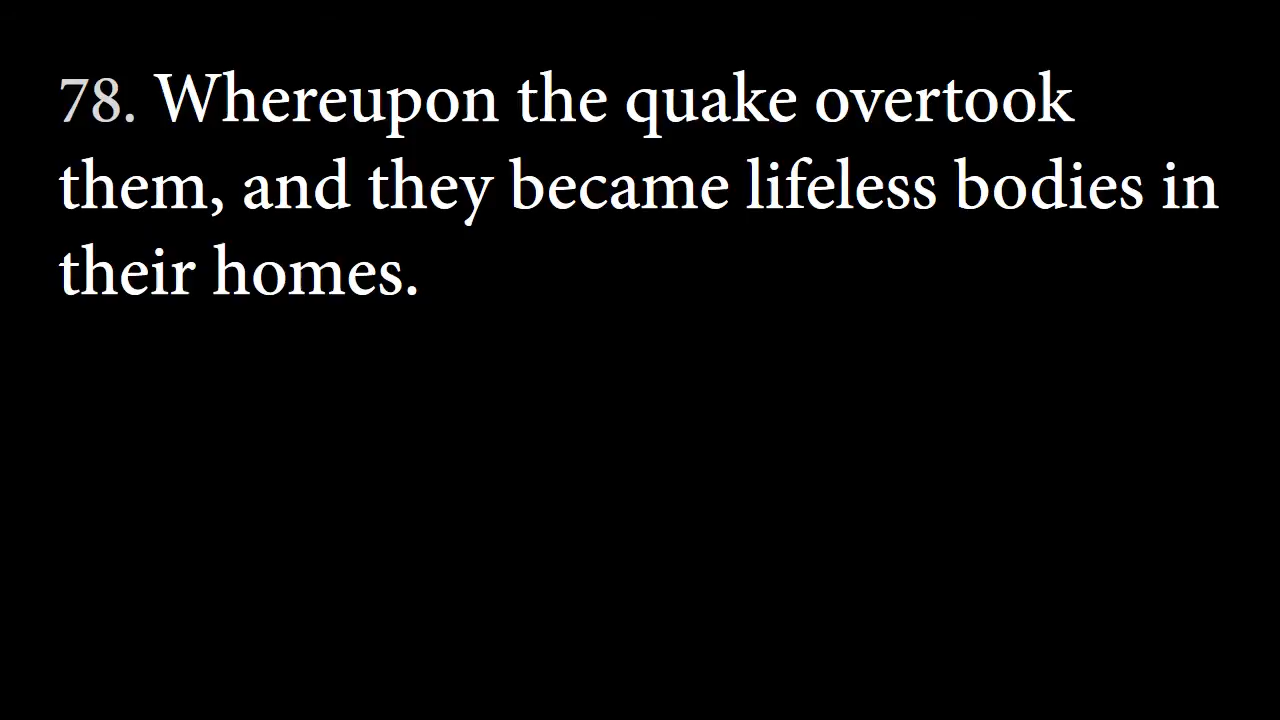 78. Whereupon the quake overtook
them, and they became lifeless bodies in
their homes.